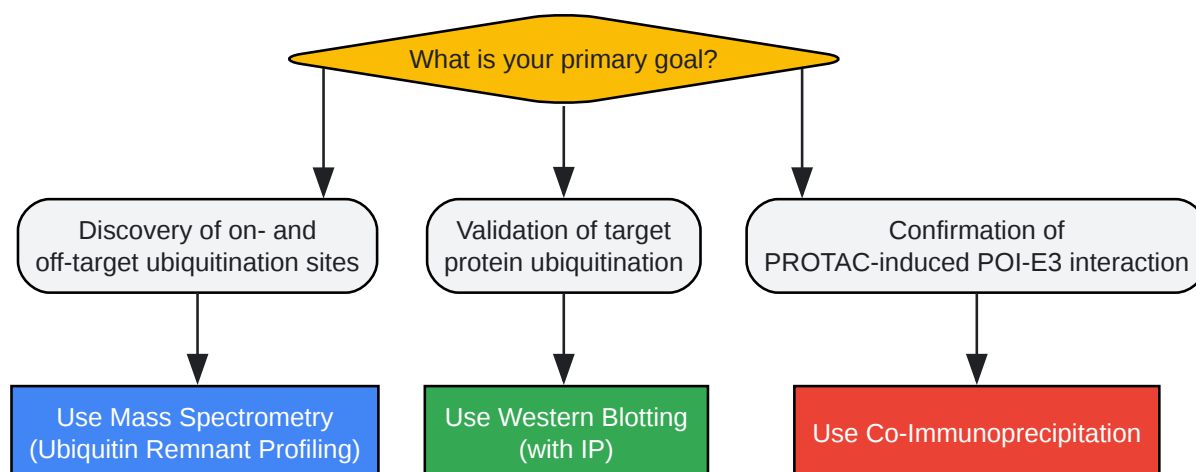 What is your primary goal?
Discovery of on- and
off-target ubiquitination sites
Validation of target
protein ubiquitination
Confirmation of
PROTAC-induced POI-E3 interaction
Use Mass Spectrometry
(Ubiquitin Remnant Profiling)
Use Western Blotting
(with IP)
Use Co-Immunoprecipitation